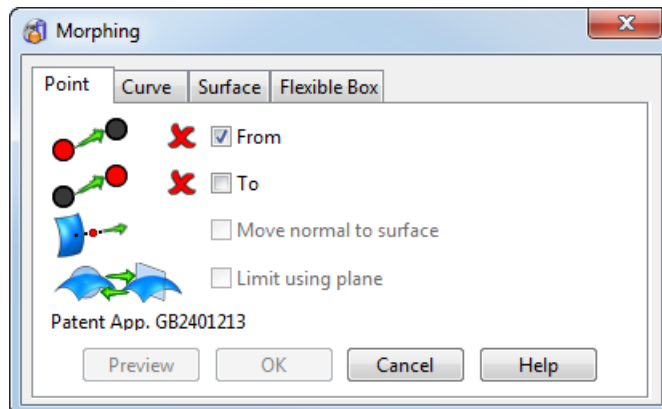 Morphing
Point Curve Surface Flexible Box
From
To
Move normal to surface
Limit using plane
Patent App. GB2401213
Preview OK Cancel Help